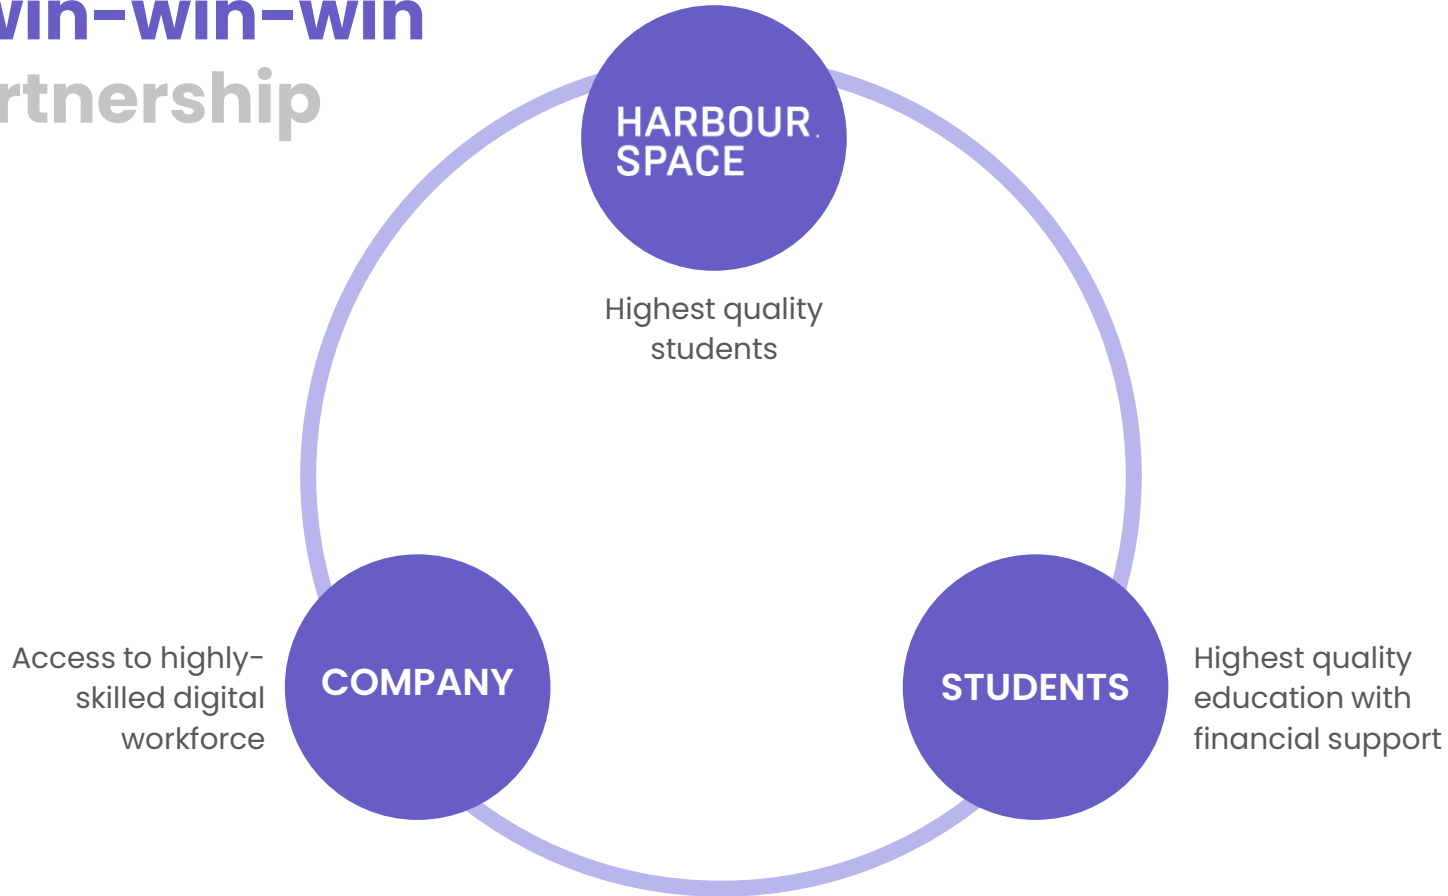 win-win-win
rtnership
HARBOUR.
SPACE
Highest quality
students
COMPANY
Access to highly-
skilled digital
workforce
STUDENTS
Highest quality
education with
financial support